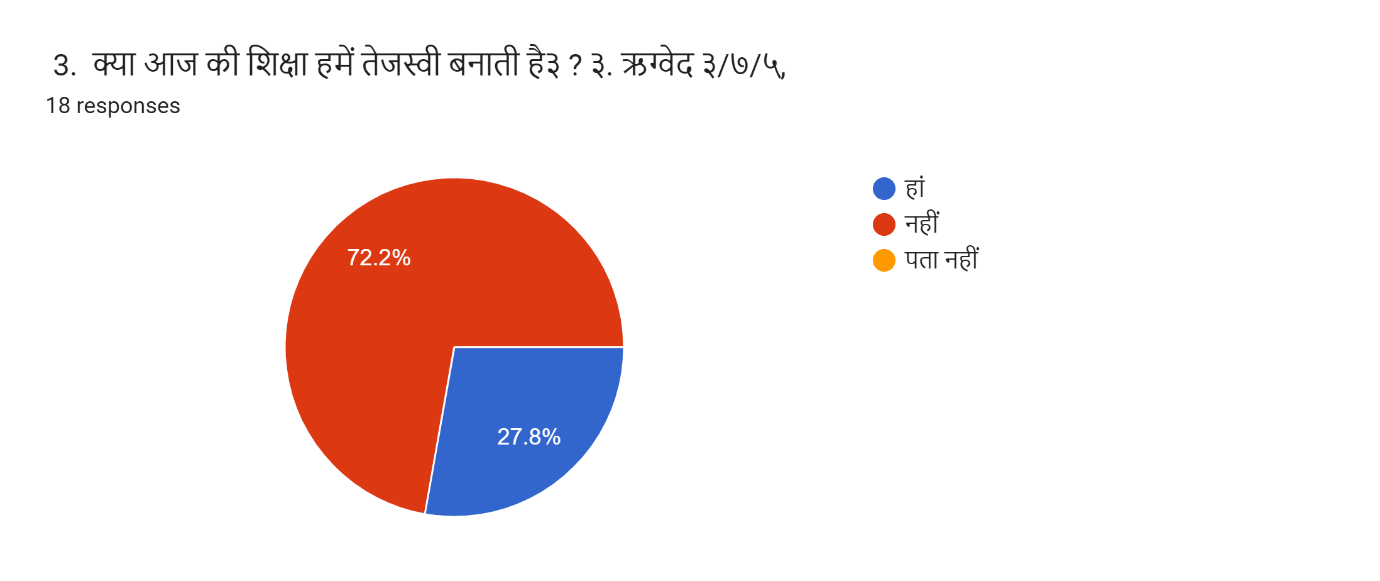 3. क्या आज की शिक्षा हमें तेजस्वी बनाती है३ ? ३. ऋग्वेद ३/७/५,
18 responses
हां
नहीं
पता नहीं
72.2%
27.8%